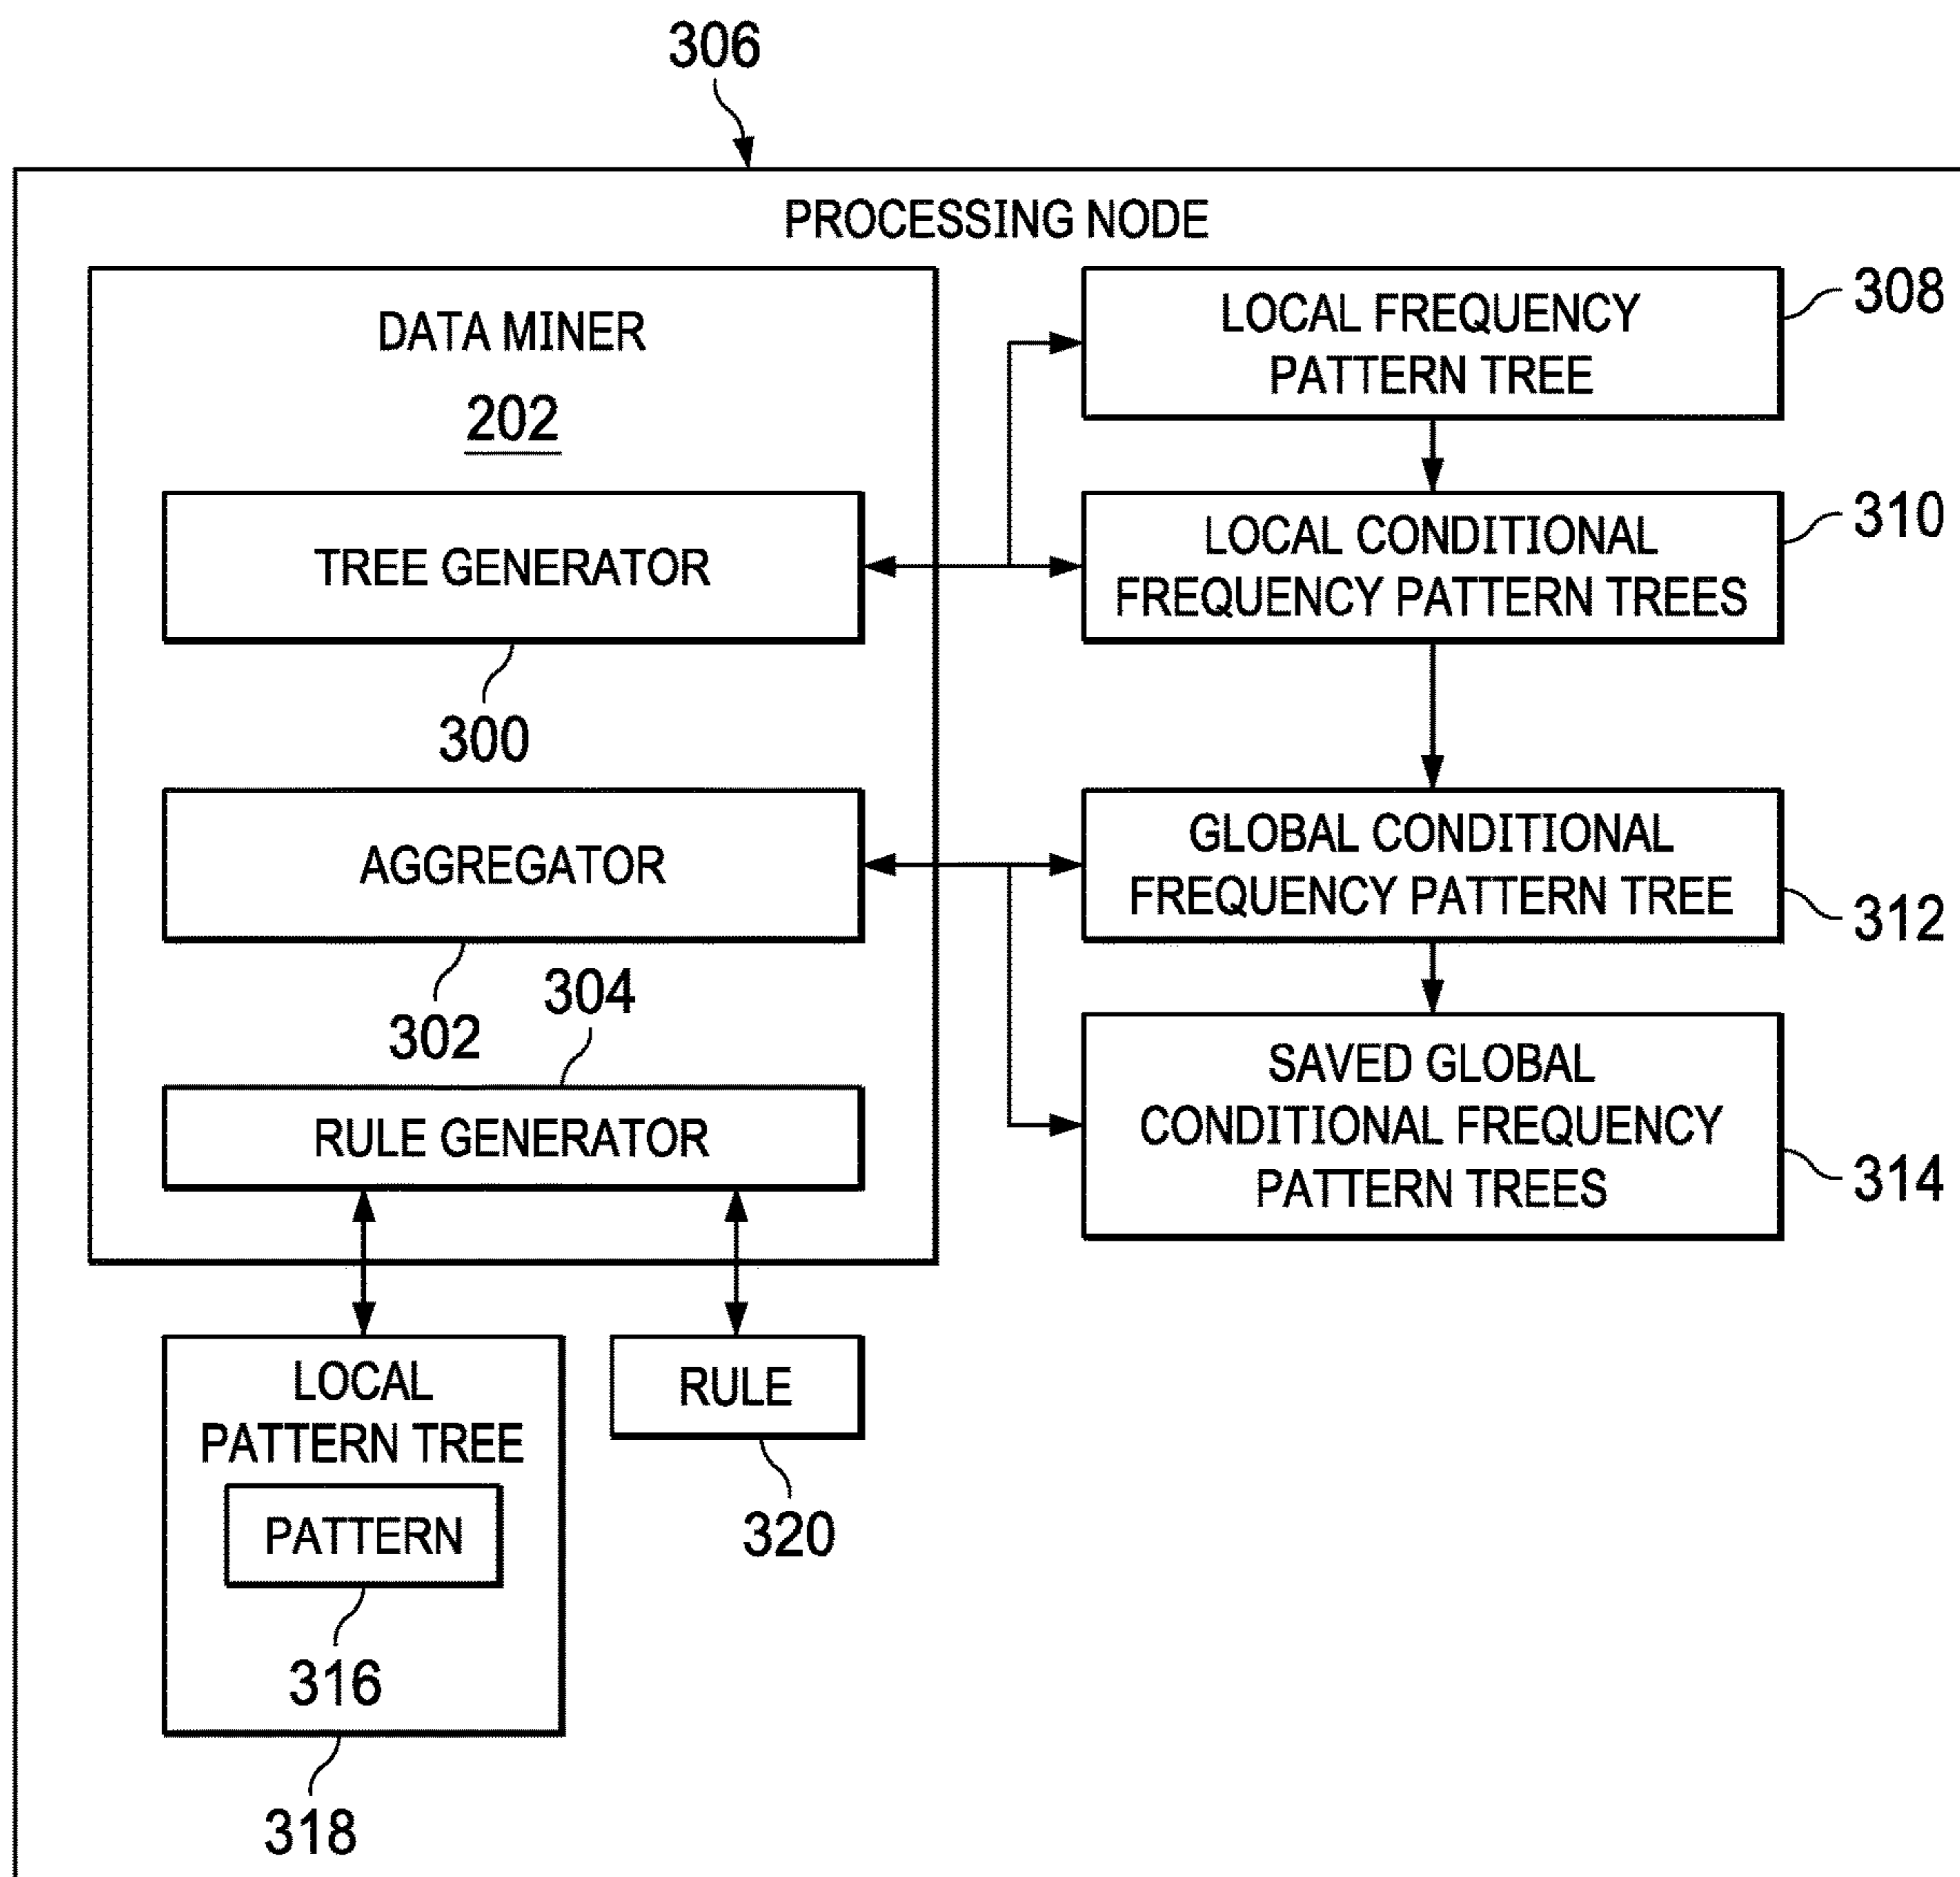 306
PROCESSING NODE
DATA MINER
202
TREE GENERATOR
300
AGGREGATOR
302
304
RULE GENERATOR
LOCAL FREQUENCY
PATTERN TREE
308
LOCAL CONDITIONAL
FREQUENCY PATTERN TREES
310
GLOBAL CONDITIONAL
FREQUENCY PATTERN TREE
312
SAVED GLOBAL
CONDITIONAL FREQUENCY
PATTERN TREES
314
LOCAL
PATTERN TREE
PATTERN
316
318
RULE
320